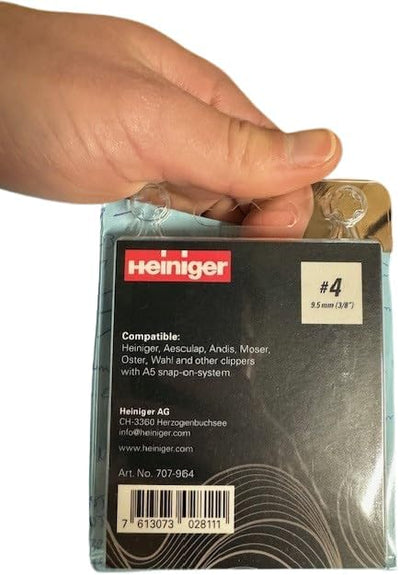 Heiniger
#4
9.5 mm (3/8")
Compatible:
Heiniger, Aesculap, Andis, Moser,
Oster, Wahl and other clippers
with A5 snap-on-system.
Heiniger AG
CH-3360 Herzogenbuchsee
info@heiniger.com
www.heiniger.com
Art. No. 707-964
7 613073 028111